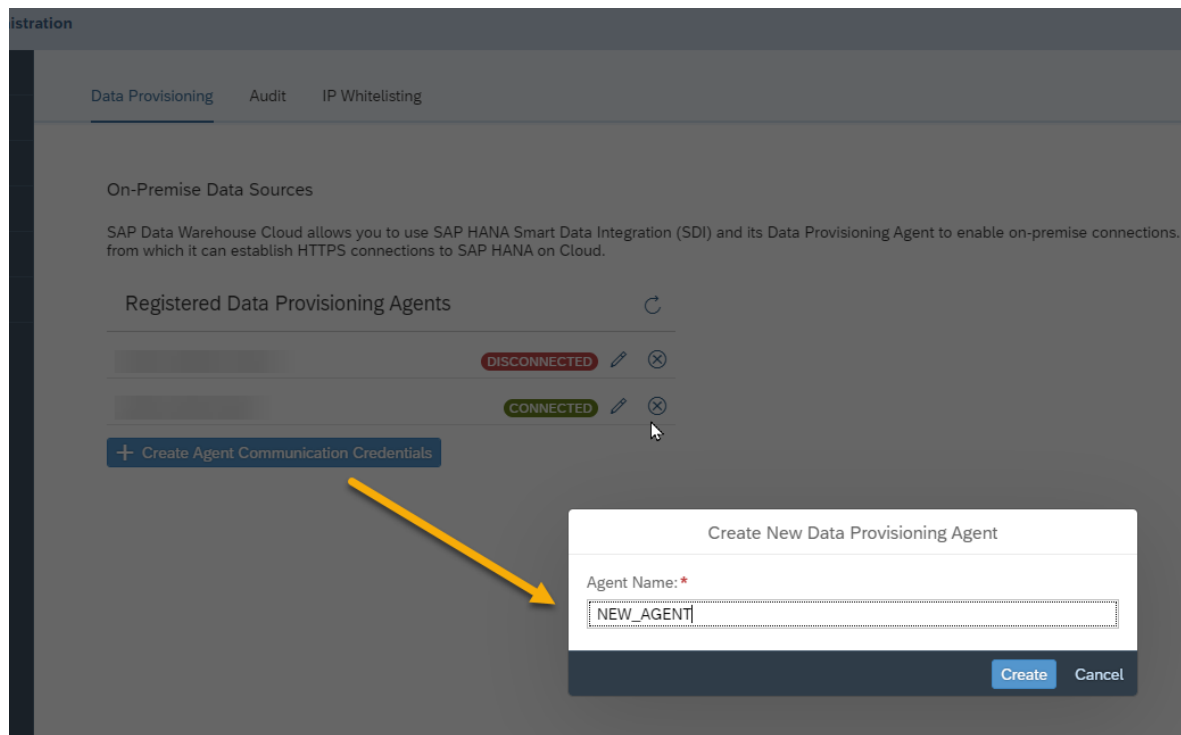 istration
Data Provisioning Audit IP Whitelisting
On-Premise Data Sources
SAP Data Warehouse Cloud allows you to use SAP HANA Smart Data Integration (SDI) and its Data Provisioning Agent to enable on-premise connections.
from which it can establish HTTPS connections to SAP HANA on Cloud.
Registered Data Provisioning Agents
DISCONNECTED
CONNECTED
+ Create Agent Communication Credentials
Create New Data Provisioning Agent
Agent Name:*
NEW_AGENT
Create Cancel